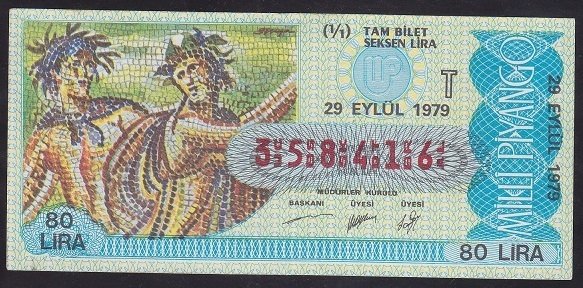 (1/1) TAM BİLET
SEKSEN LİRA
MP
T
29 EYLÜL 1979
3 5 8 4 1 6
MÜDÜRLER KURULU
BAŞKANI ÜYESİ ÜYESİ
80
LİRA
80 LİRA
MİLLİ PİYANGO
29 EYLÜL 1979